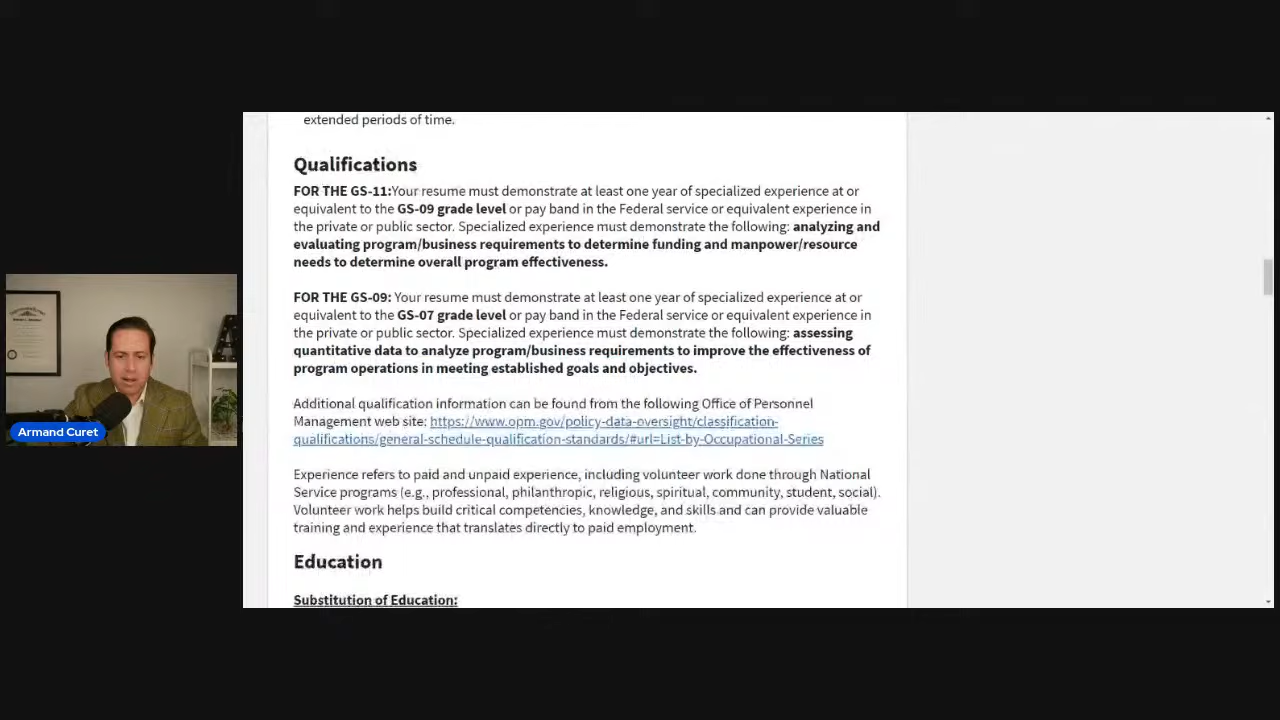 extended periods of time.
Qualifications
FOR THE GS-11:Your resume must demonstrate at least one year of specialized experience at or
equivalent to the GS-09 grade level or pay band in the Federal service or equivalent experience in
the private or public sector. Specialized experience must demonstrate the following: analyzing and
evaluating program/business requirements to determine funding and manpower/resource
needs to determine overall program effectiveness.
FOR THE GS-09: Your resume must demonstrate at least one year of specialized experience at or
equivalent to the GS-07 grade level or pay band in the Federal service or equivalent experience in
the private or public sector. Specialized experience must demonstrate the following: assessing
quantitative data to analyze program/business requirements to improve the effectiveness of
program operations in meeting established goals and objectives.
Additional qualification information can be found from the following Office of Personnel
Management web site: https://www.opm.gov/policy-data-oversight/classification-
qualifications/general-schedule-qualification-standards/#url=List-by-Occupational-Series
Experience refers to paid and unpaid experience, including volunteer work done through National
Service programs (e.g., professional, philanthropic, religious, spiritual, community, student, social).
Volunteer work helps build critical competencies, knowledge, and skills and can provide valuable
training and experience that translates directly to paid employment.
Education
Substitution of Education:
Armand Curet